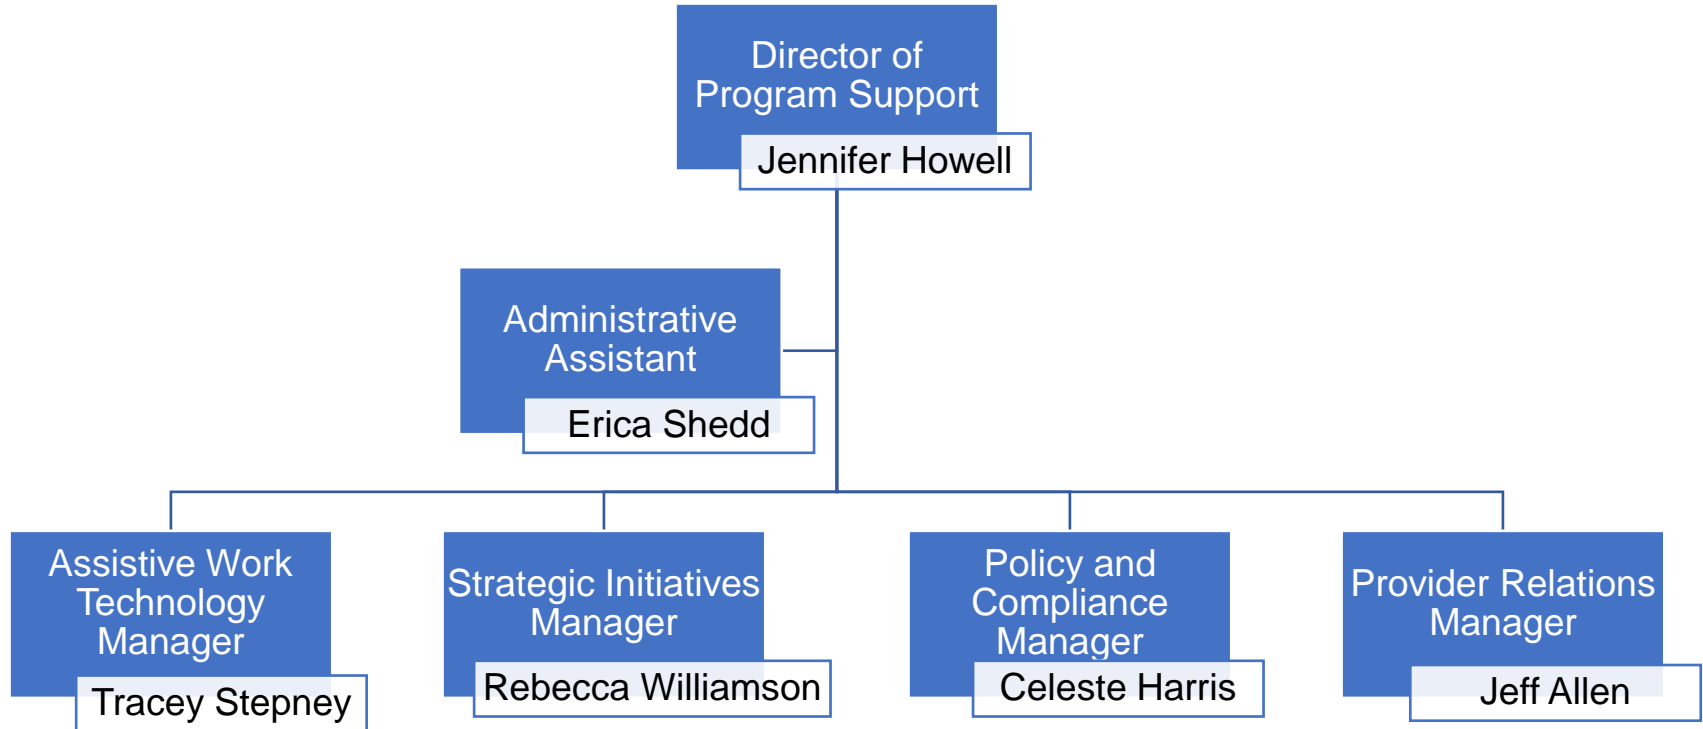 Director of
Program Support
Jennifer Howell
Administrative
Assistant
Erica Shedd
Assistive Work
Technology
Manager
Tracey Stepney
Strategic Initiatives
Manager
Rebecca Williamson
Policy and
Compliance
Manager
Celeste Harris
Provider Relations
Manager
Jeff Allen